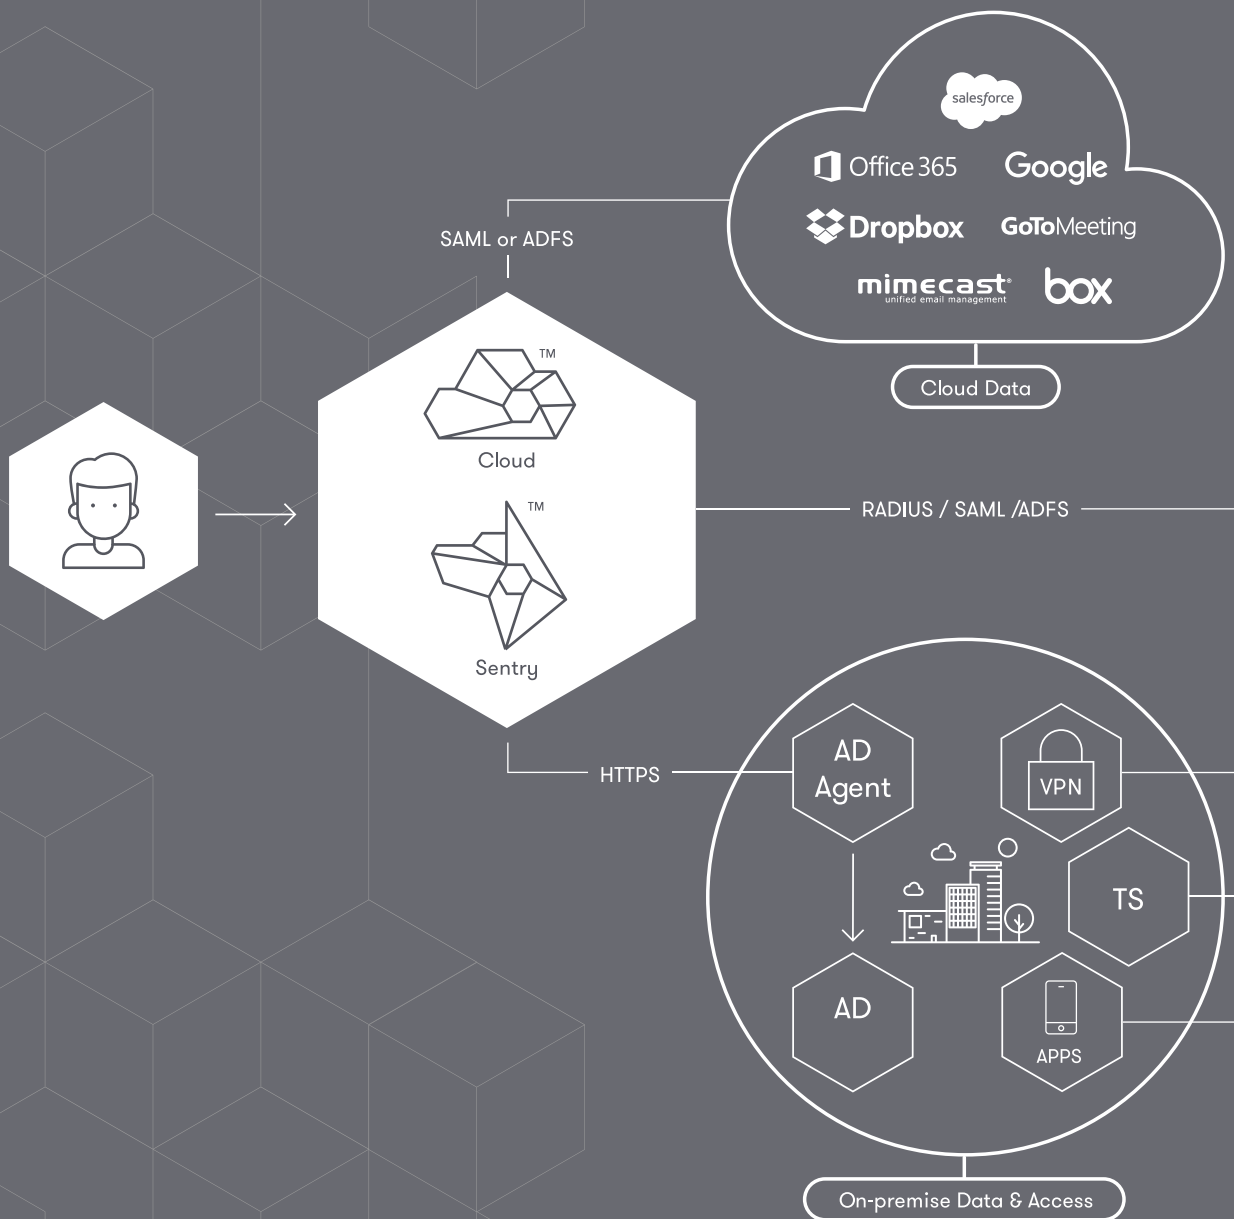 salesforce
Office 365
Google
Dropbox
GoToMeeting
mimecast®
unified email management
box
Cloud Data
SAML or ADFS
TM
Cloud
TM
Sentry
RADIUS / SAML /ADFS
HTTPS
AD
Agent
VPN
TS
AD
APPS
On-premise Data & Access